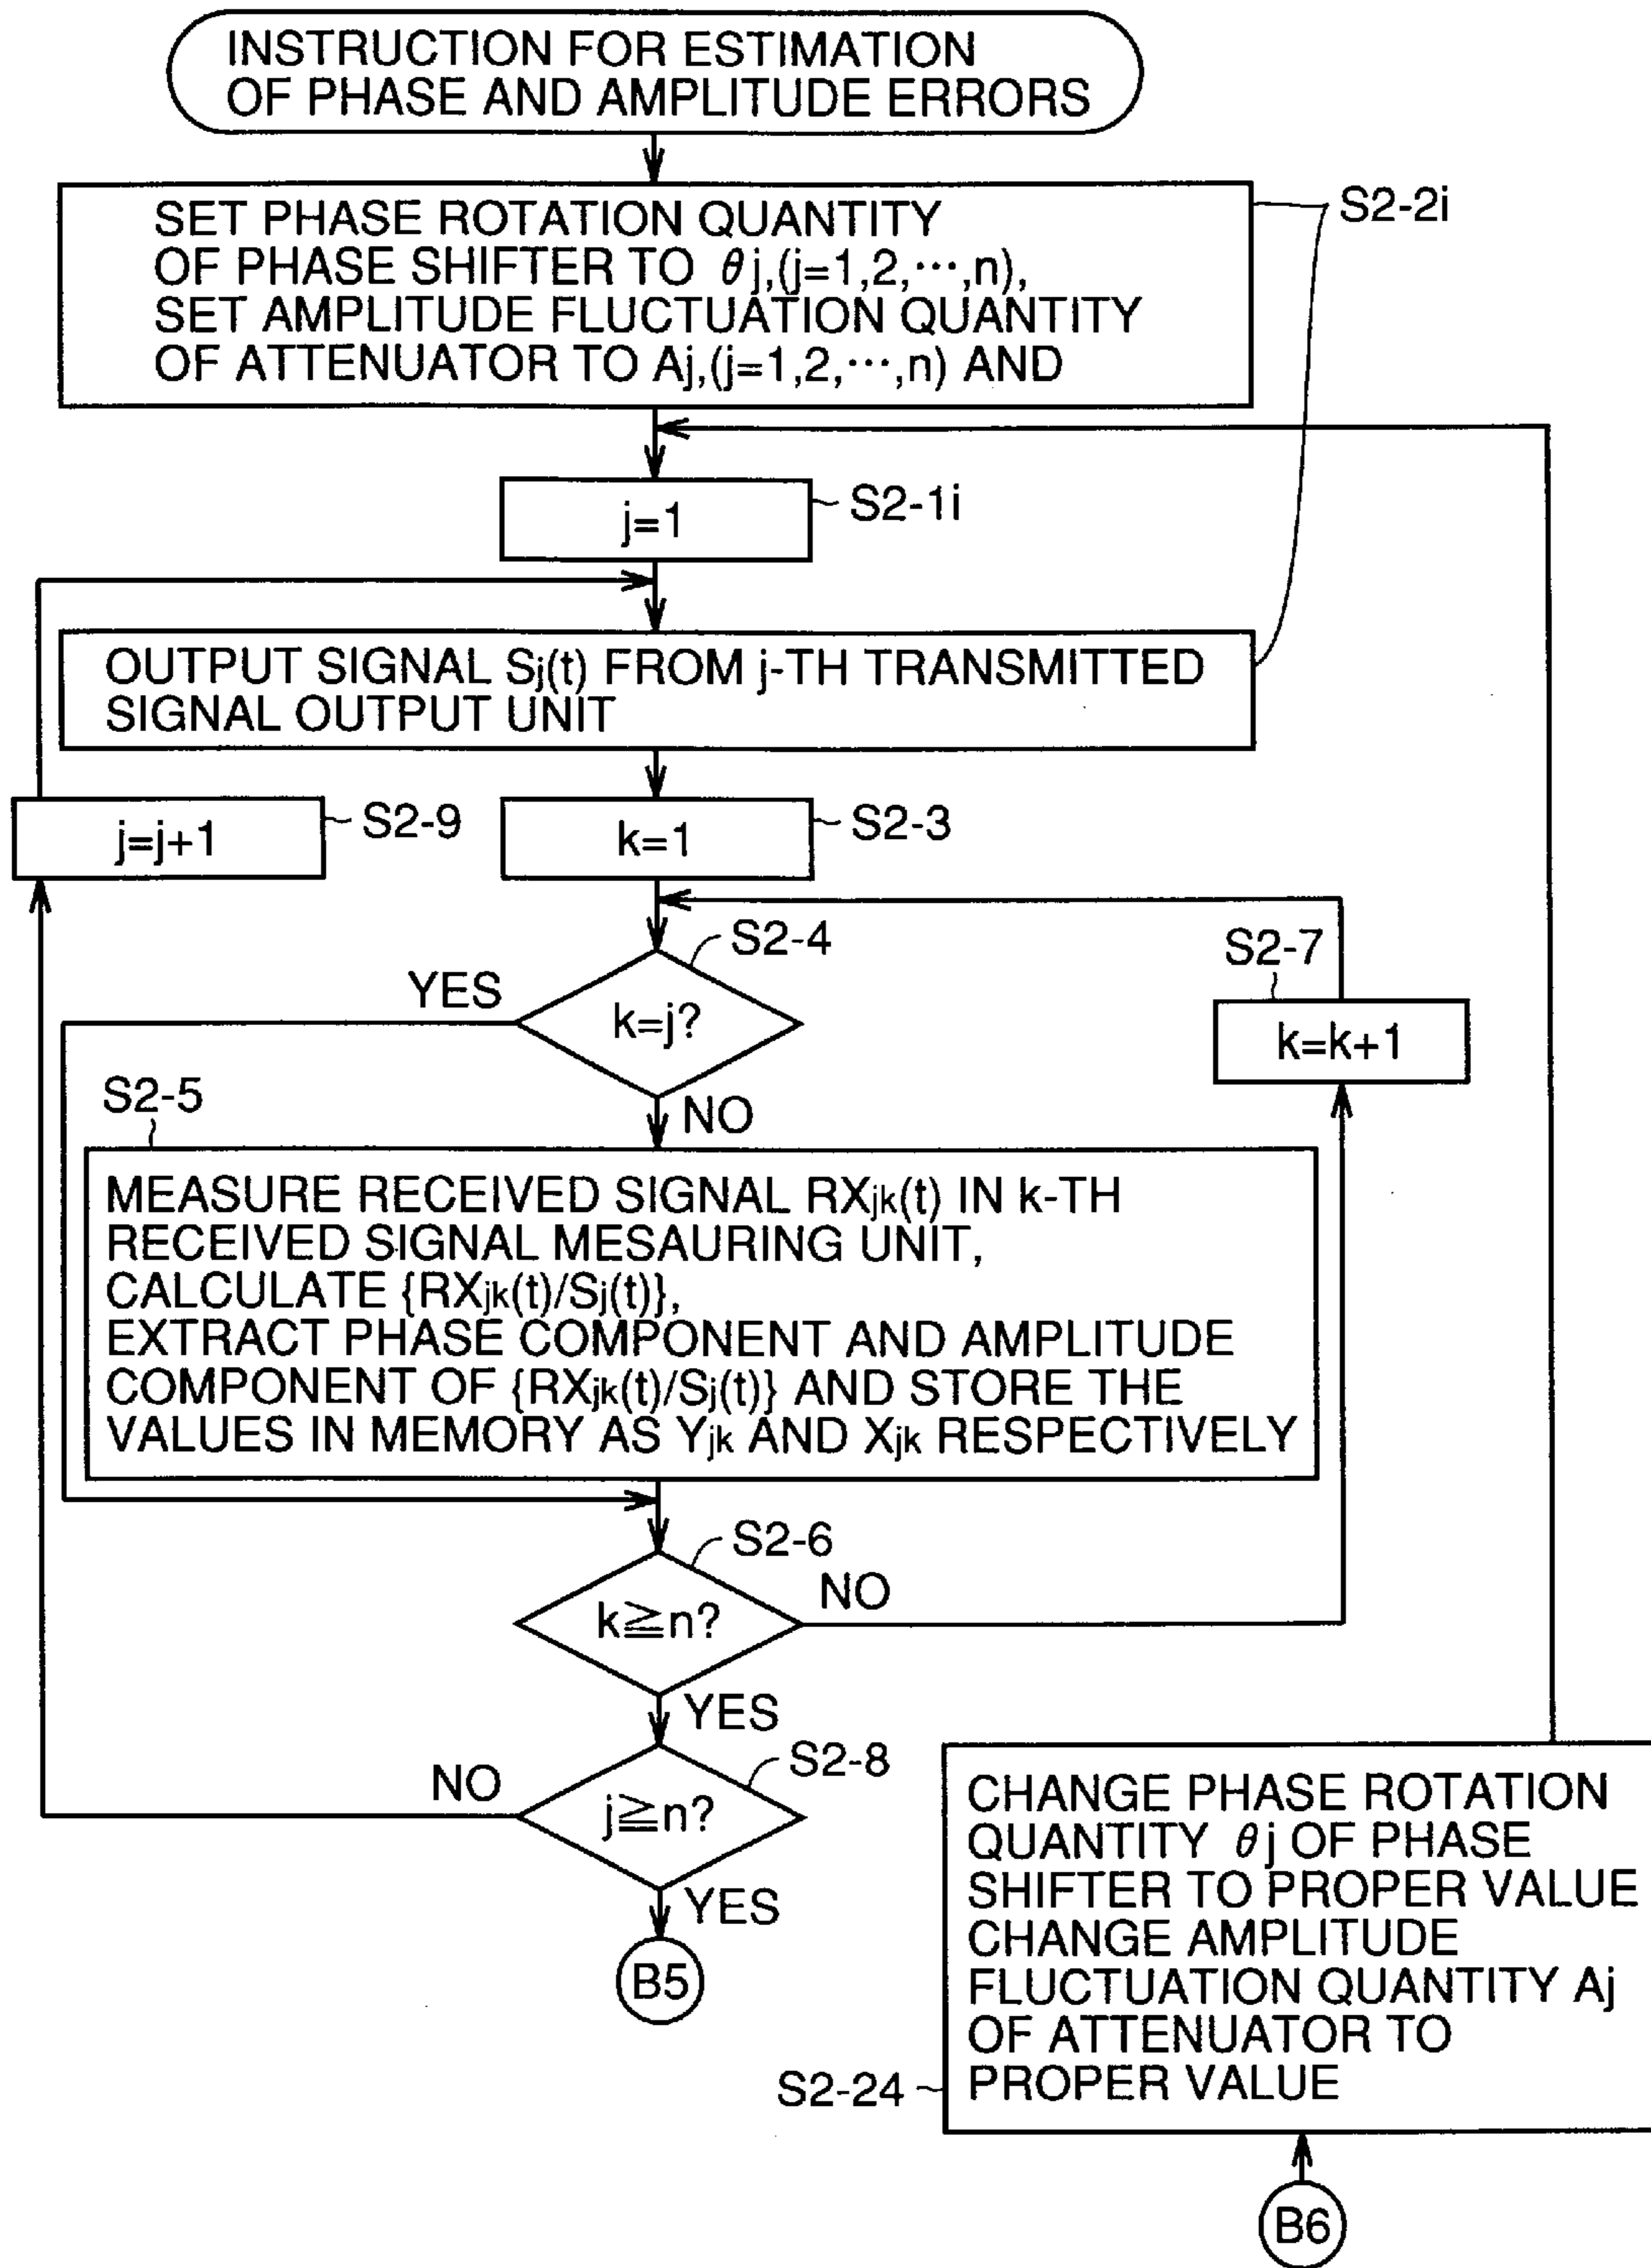 INSTRUCTION FOR ESTIMATION
OF PHASE AND AMPLITUDE ERRORS
SET PHASE ROTATION QUANTITY
OF PHASE SHIFTER TO θj,(j=1,2,⋯,n),
SET AMPLITUDE FLUCTUATION QUANTITY
OF ATTENUATOR TO Aj,(j=1,2,⋯,n) AND
S2-2i
j=1
S2-1i
OUTPUT SIGNAL Sj(t) FROM j-TH TRANSMITTED
SIGNAL OUTPUT UNIT
j=j+1
S2-9
k=1
S2-3
S2-4
YES
k=j?
NO
S2-7
k=k+1
S2-5
MEASURE RECEIVED SIGNAL RXjk(t) IN k-TH
RECEIVED SIGNAL MESAURING UNIT,
CALCULATE {RXjk(t)/Sj(t)},
EXTRACT PHASE COMPONENT AND AMPLITUDE
COMPONENT OF {RXjk(t)/Sj(t)} AND STORE THE
VALUES IN MEMORY AS Yjk AND Xjk RESPECTIVELY
S2-6
k≧n?
NO
YES
S2-8
NO
j≧n?
YES
B5
CHANGE PHASE ROTATION
QUANTITY θj OF PHASE
SHIFTER TO PROPER VALUE
CHANGE AMPLITUDE
FLUCTUATION QUANTITY Aj
OF ATTENUATOR TO
PROPER VALUE
S2-24
B6